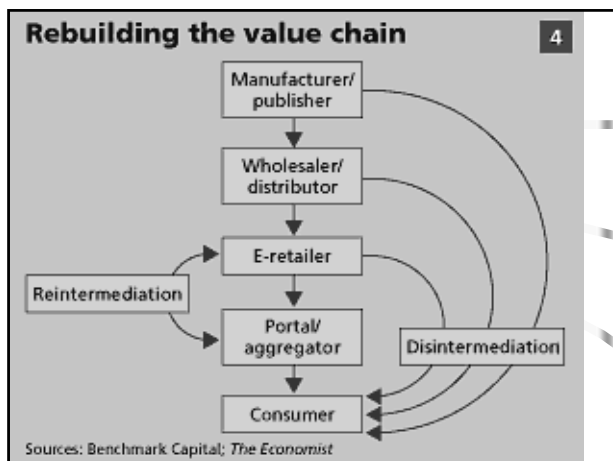 Rebuilding the value chain
4
Manufacturer/
publisher
Wholesaler/
distributor
E-retailer
Reintermediation
Portal/
aggregator
Disintermediation
Consumer
Sources: Benchmark Capital; The Economist